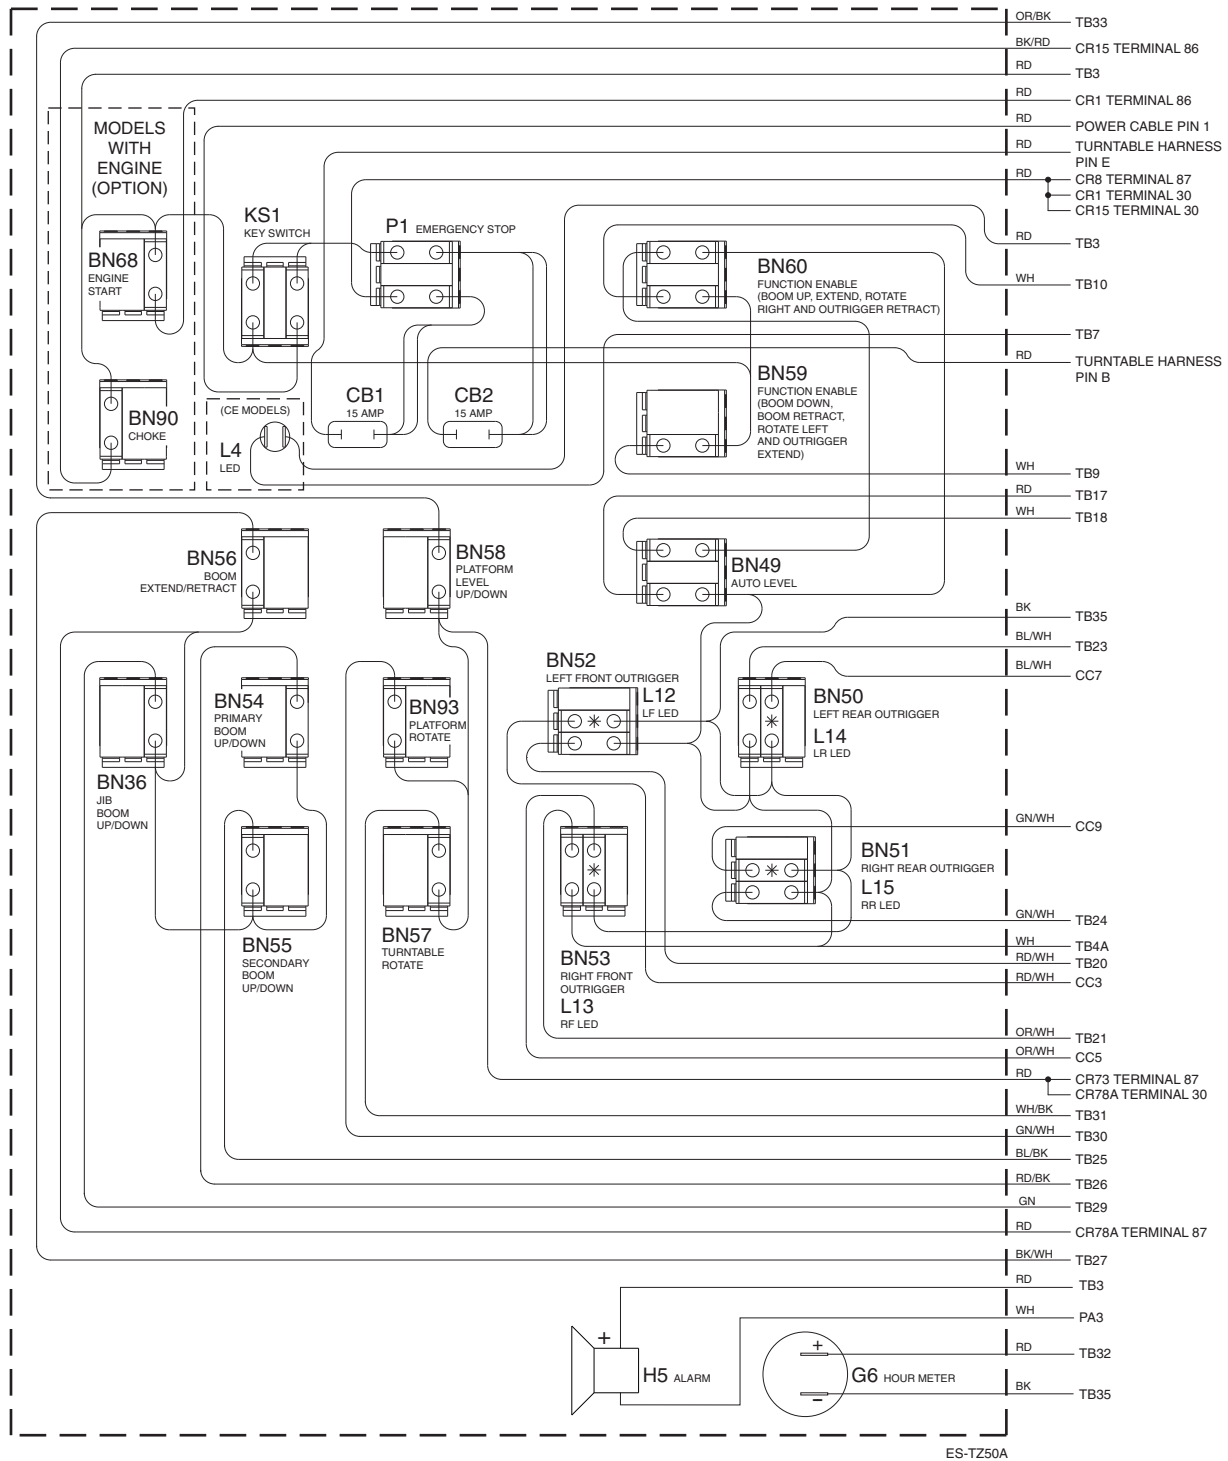 OR/BK
TB33
BK/RD
CR15 TERMINAL 86
RD
TB3
RD
CR1 TERMINAL 86
RD
POWER CABLE PIN 1
RD
TURNTABLE HARNESS
PIN E
RD
CR8 TERMINAL 87
CR1 TERMINAL 30
CR15 TERMINAL 30
RD
TB3
WH
TB10
TB7
RD
TURNTABLE HARNESS
PIN B
WH
TB9
RD
TB17
WH
TB18
BK
TB35
BL/WH
TB23
BL/WH
CC7
GN/WH
CC9
GN/WH
TB24
WH
TB4A
RD/WH
TB20
RD/WH
CC3
OR/WH
TB21
OR/WH
CC5
RD
CR73 TERMINAL 87
CR78A TERMINAL 30
WH/BK
TB31
GN/WH
TB30
BL/BK
TB25
RD/BK
TB26
GN
TB29
RD
CR78A TERMINAL 87
BK/WH
TB27
RD
TB3
WH
PA3
RD
TB32
BK
TB35
MODELS
WITH
ENGINE
(OPTION)
BN68
ENGINE
START
BN90
CHOKE
KS1
KEY SWITCH
P1 EMERGENCY STOP
CB1
15 AMP
CB2
15 AMP
(CE MODELS)
L4
LED
BN60
FUNCTION ENABLE
(BOOM UP, EXTEND, ROTATE
RIGHT AND OUTRIGGER RETRACT)
BN59
FUNCTION ENABLE
(BOOM DOWN,
BOOM RETRACT,
ROTATE LEFT
AND OUTRIGGER
EXTEND)
BN56
BOOM
EXTEND/RETRACT
BN58
PLATFORM
LEVEL
UP/DOWN
BN49
AUTO LEVEL
BN36
JIB
BOOM
UP/DOWN
BN54
PRIMARY
BOOM
UP/DOWN
BN93
PLATFORM
ROTATE
BN52
LEFT FRONT OUTRIGGER
L12
LF LED
BN50
LEFT REAR OUTRIGGER
L14
LR LED
BN55
SECONDARY
BOOM
UP/DOWN
BN57
TURNTABLE
ROTATE
BN53
RIGHT FRONT
OUTRIGGER
L13
RF LED
BN51
RIGHT REAR OUTRIGGER
L15
RR LED
+
H5 ALARM
+
–
G6 HOUR METER
ES-TZ50A